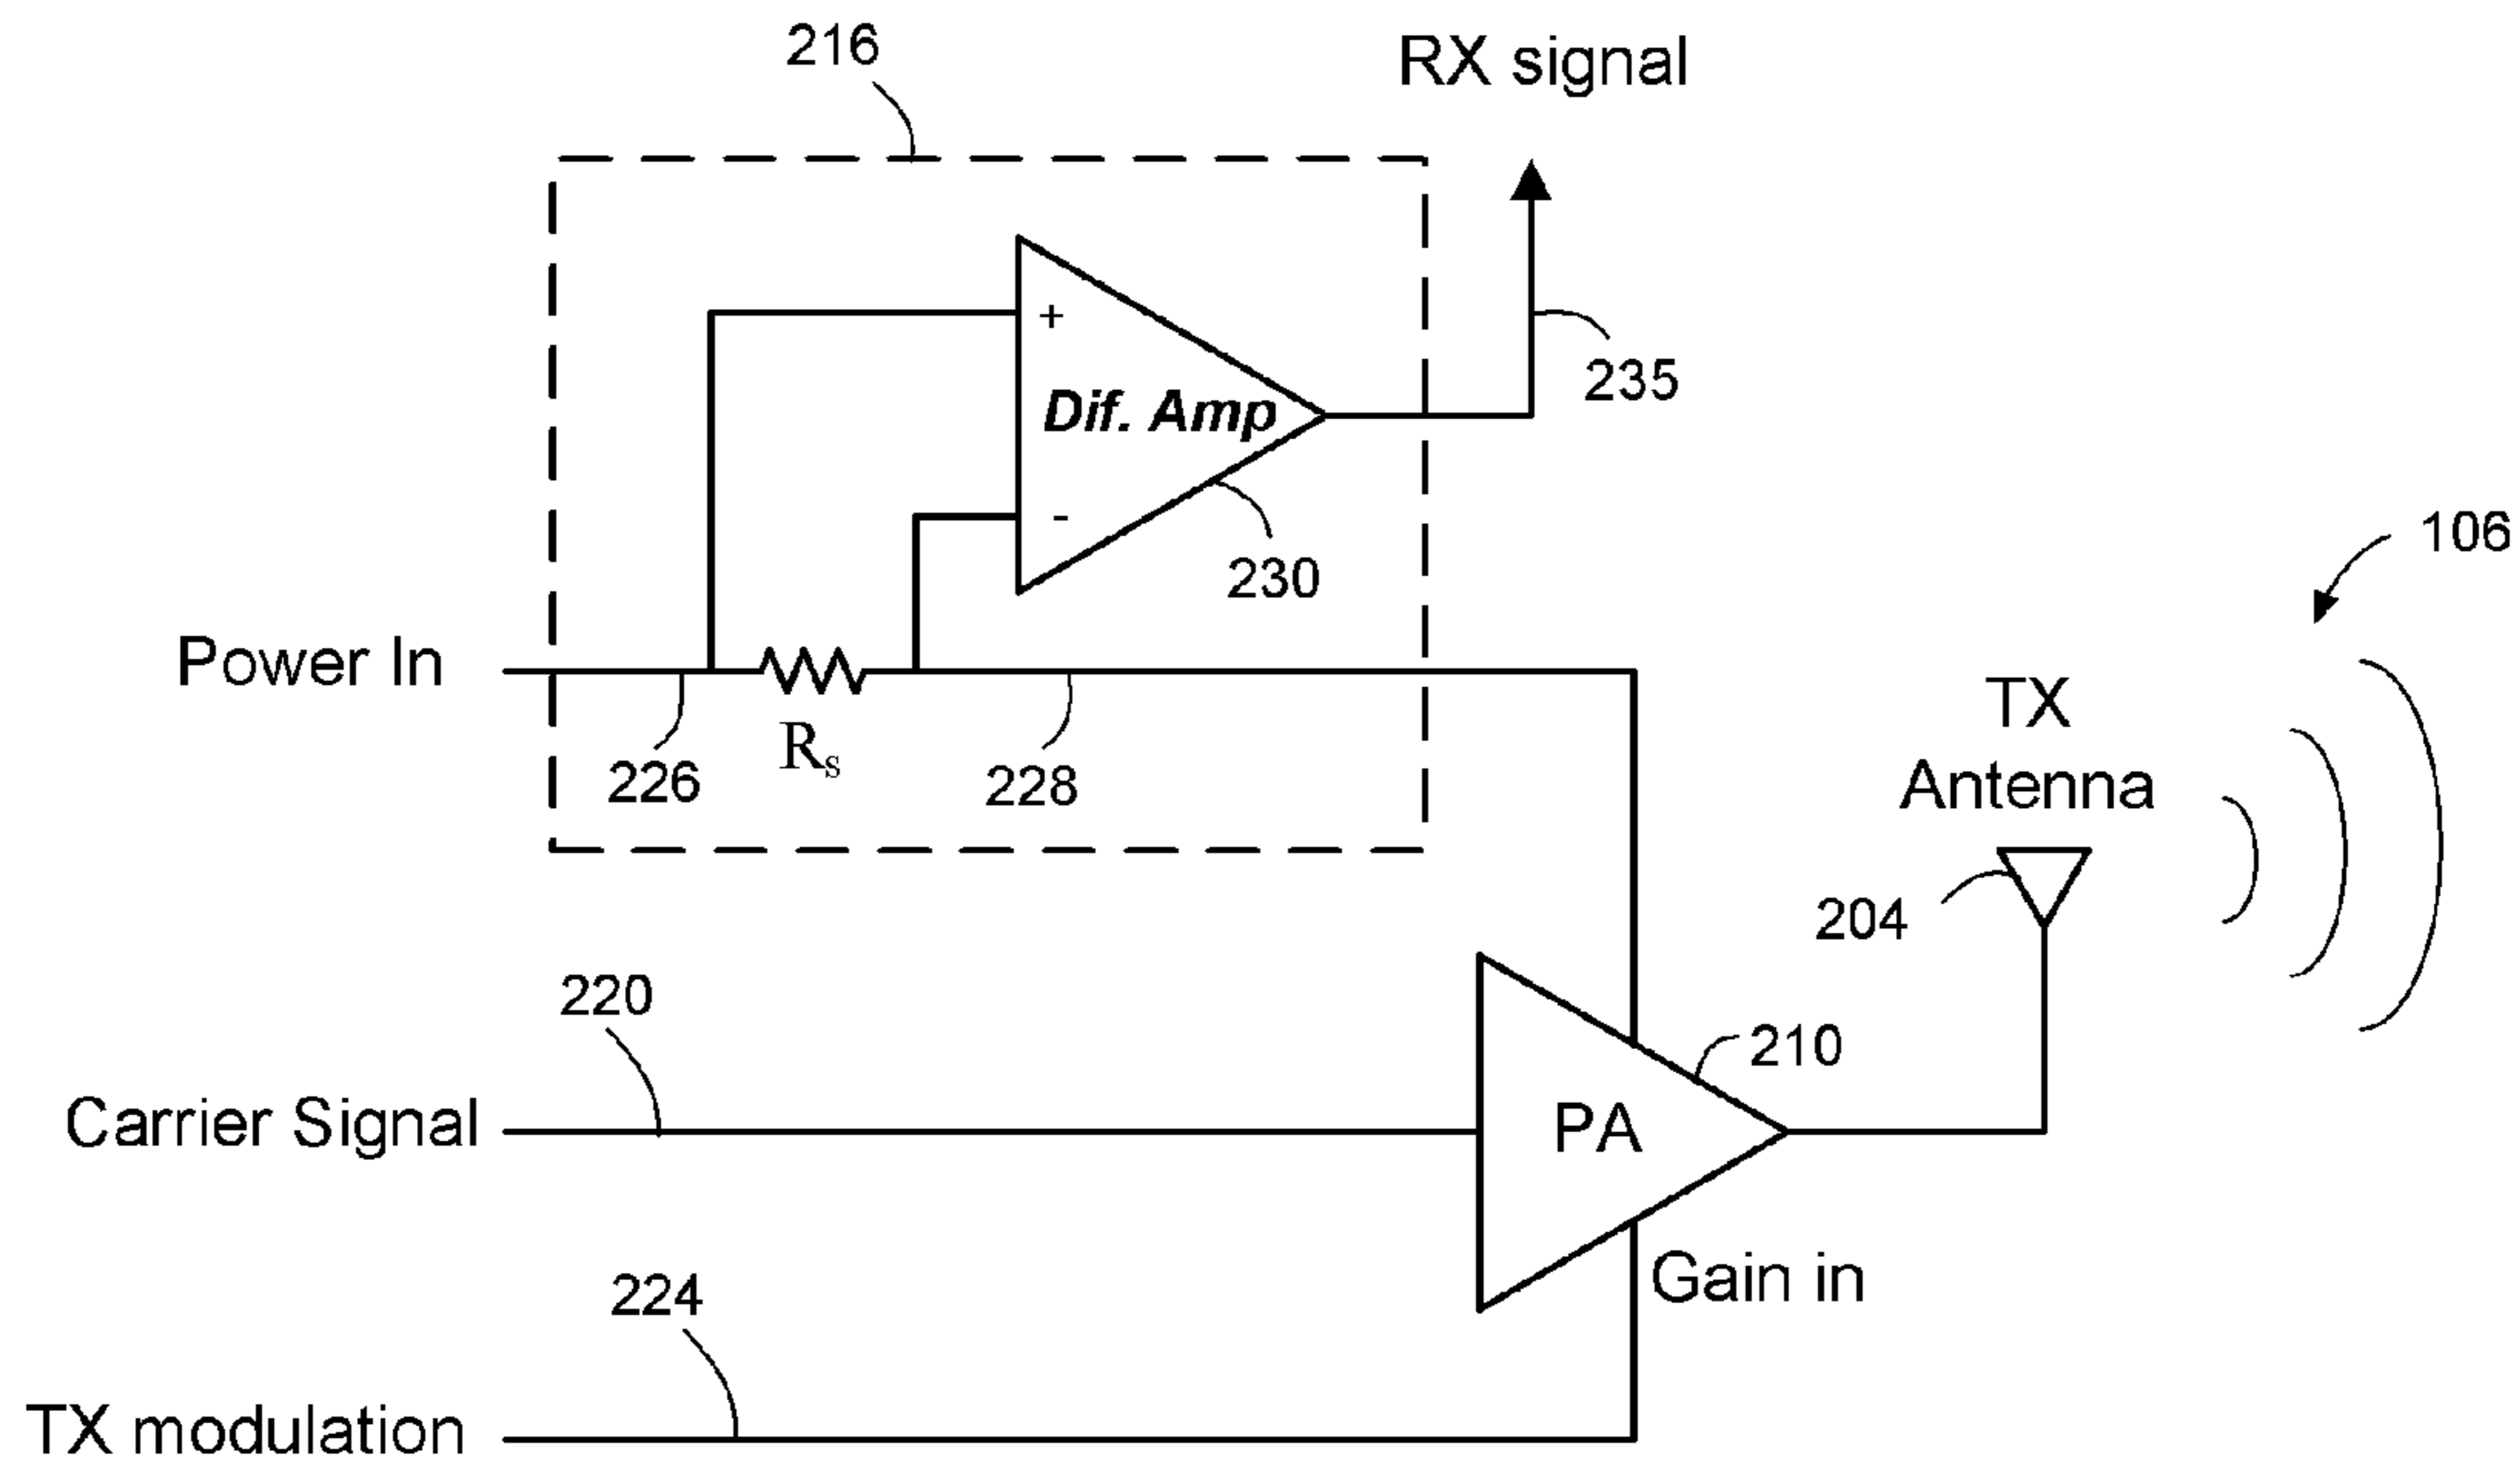 216
RX signal
+
Dif. Amp
235
-
230
106
Power In
226
Rs
228
TX
Antenna
204
220
210
Carrier Signal
PA
Gain in
224
TX modulation